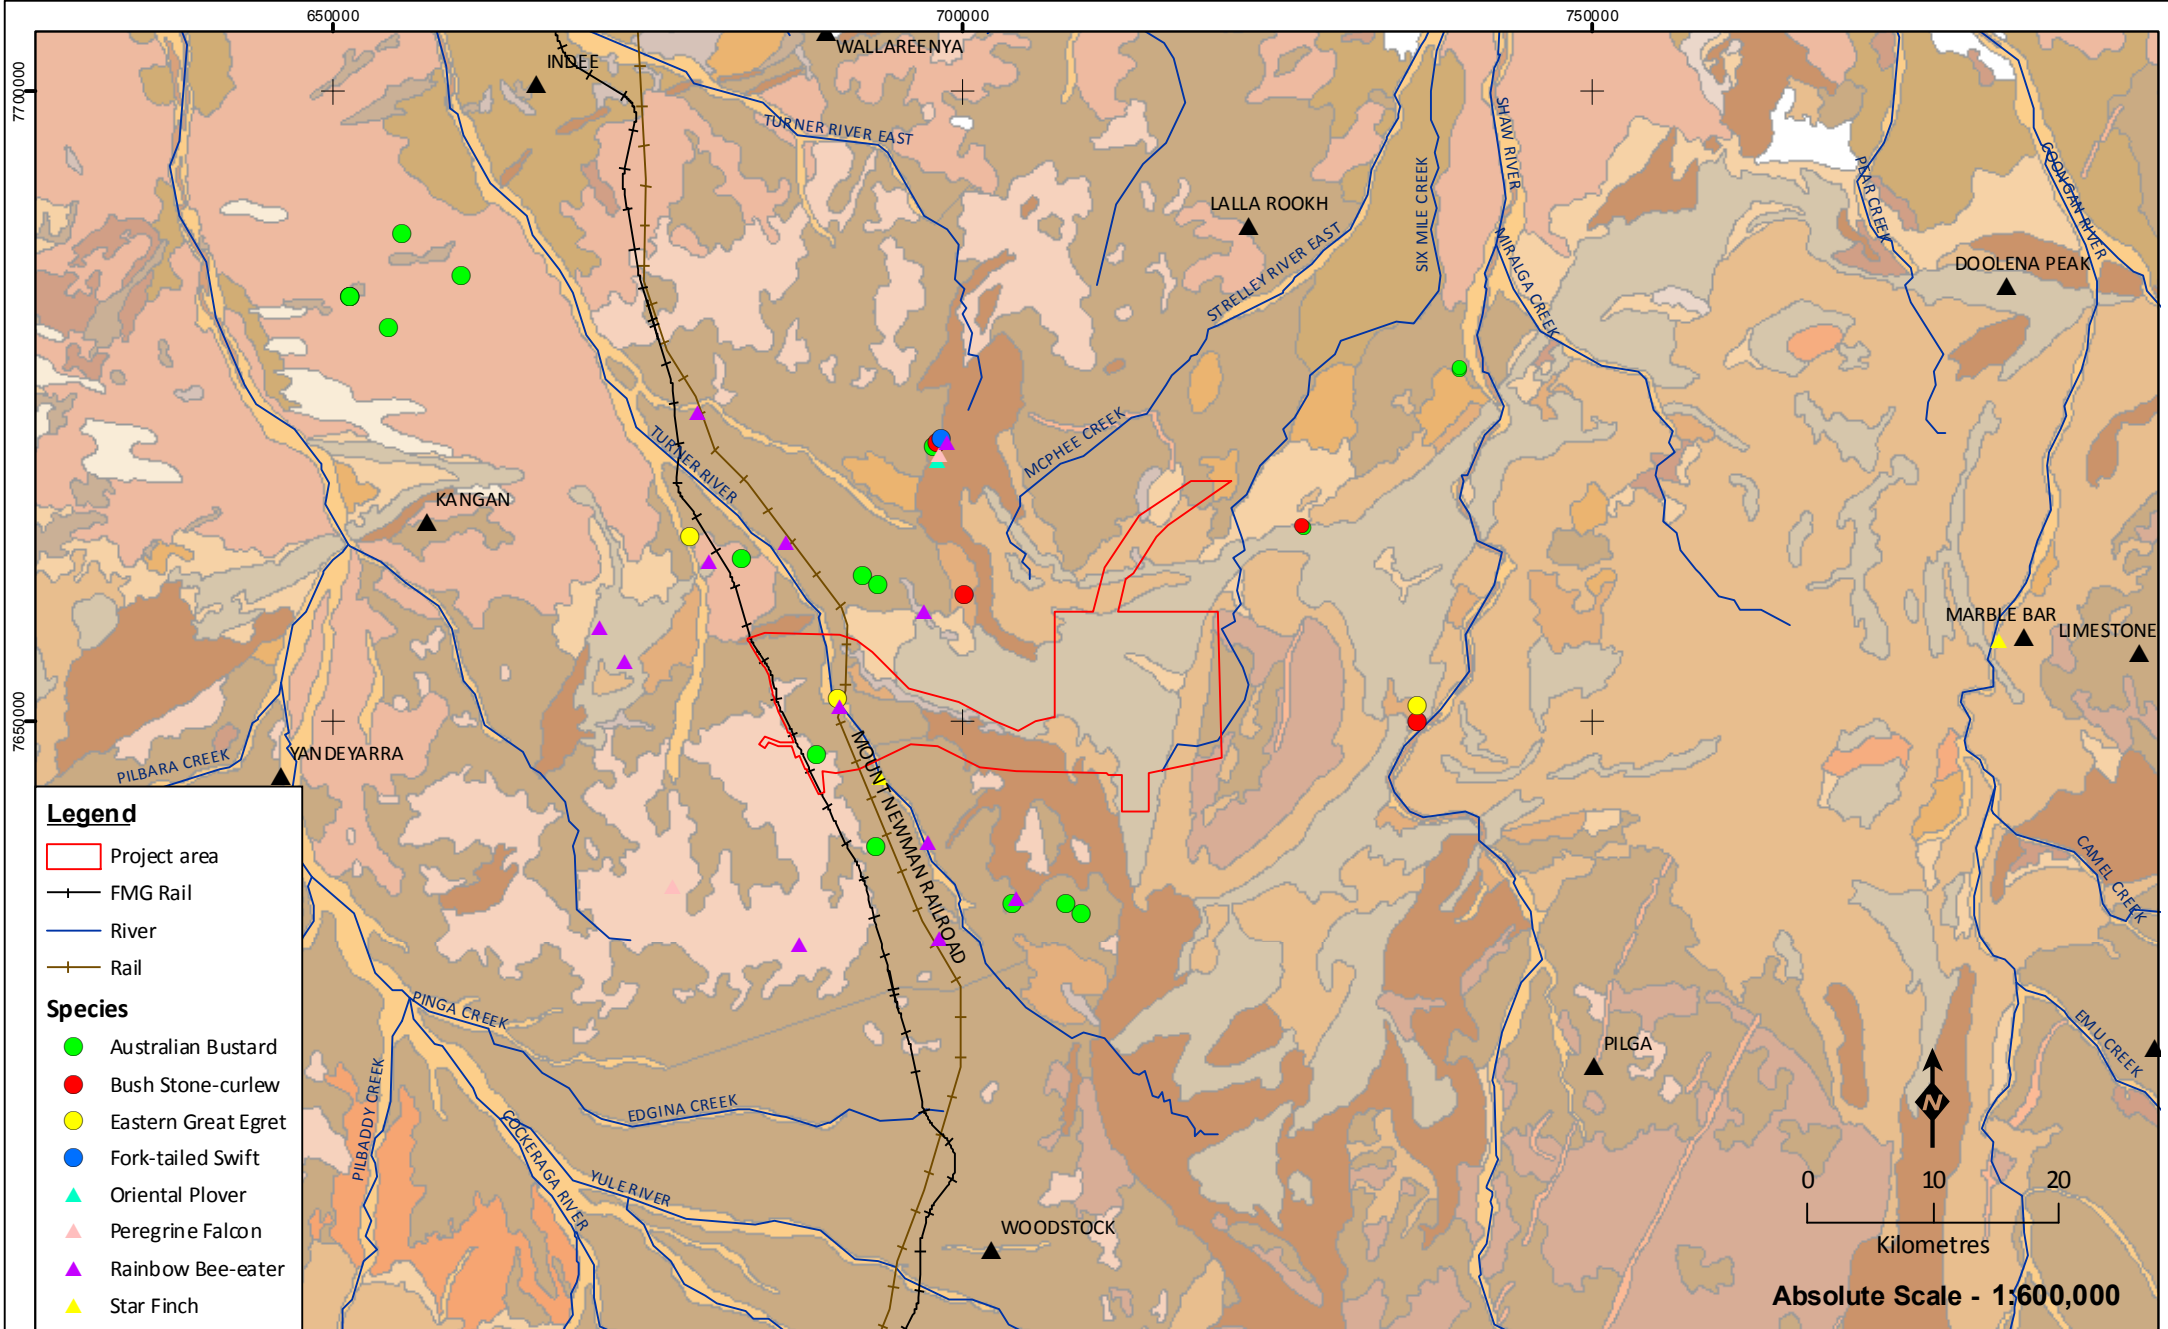 650000
700000
750000
7700000
7650000
WALLAREENYA
INDEE
TURNER RIVER EAST
LALLA ROOKH
STRELLEY RIVER EAST
SIX MILE CREEK
SHAW RIVER
MIRALGA CREEK
PEAR CREEK
COONGAN RIVER
DOOLENA PEAK
MCPHEE CREEK
TURNER RIVER
KANGAN
MARBLE BAR
LIMESTONE
YANDEYARRA
PILBARA CREEK
MOUNT NEWMAN RAILROAD
CAMEL CREEK
EMU CREEK
PILGA
PINGA CREEK
EDGINA CREEK
PILBADDY CREEK
COCKERAGA RIVER
YULE RIVER
WOODSTOCK
Legend
Project area
FMG Rail
River
Rail
Species
Australian Bustard
Bush Stone-curlew
Eastern Great Egret
Fork-tailed Swift
Oriental Plover
Peregrine Falcon
Rainbow Bee-eater
Star Finch
N
0 10 20
Kilometres
Absolute Scale - 1:600,000